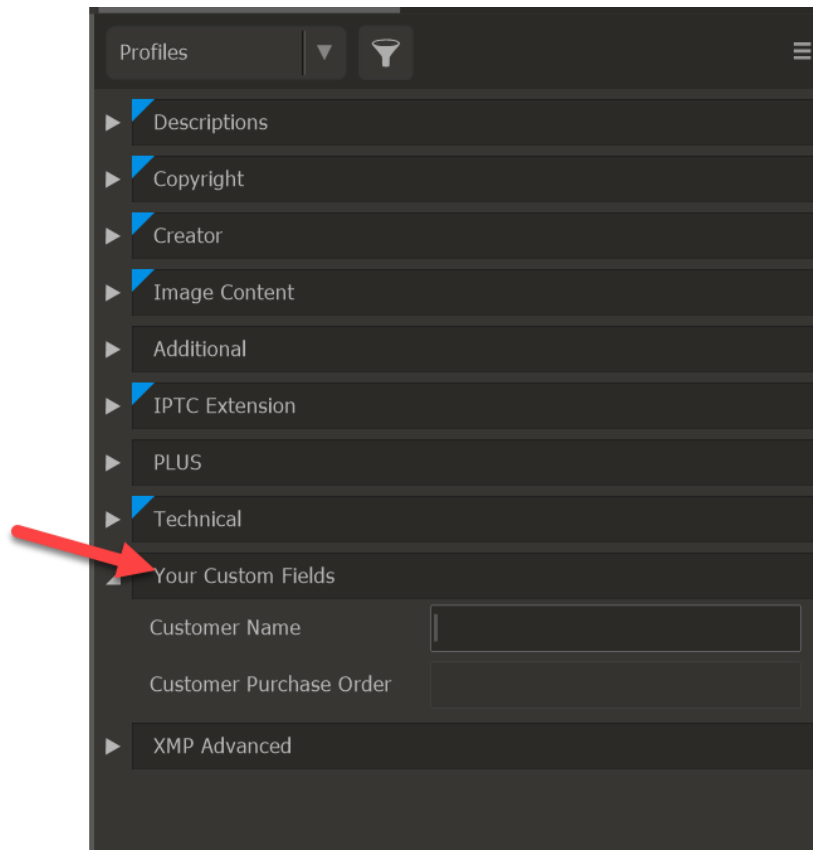 Profiles
Descriptions
Copyright
Creator
Image Content
Additional
IPTC Extension
PLUS
Technical
Your Custom Fields
Customer Name
Customer Purchase Order
XMP Advanced